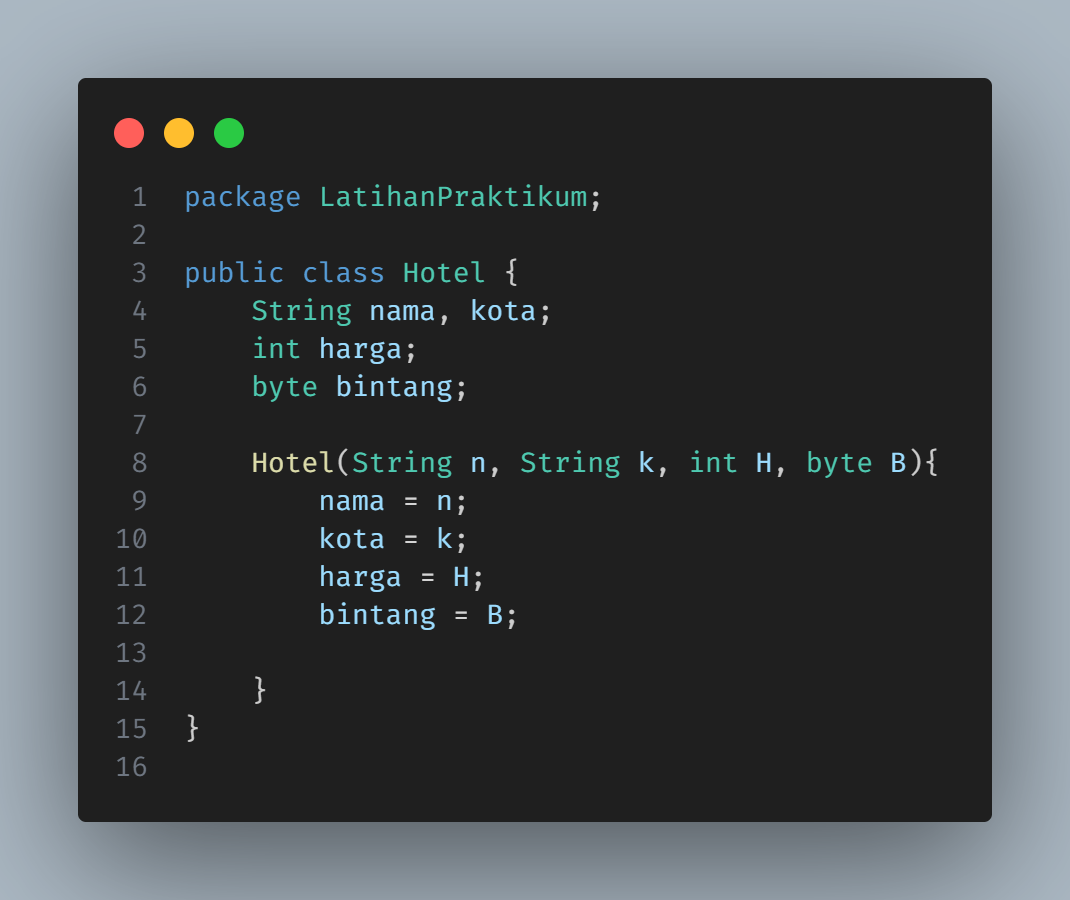 1 package LatihanPraktikum;
2
3 public class Hotel {
4     String nama, kota;
5     int harga;
6     byte bintang;
7
8     Hotel(String n, String k, int H, byte B){
9         nama = n;
10         kota = k;
11         harga = H;
12         bintang = B;
13
14     }
15 }
16